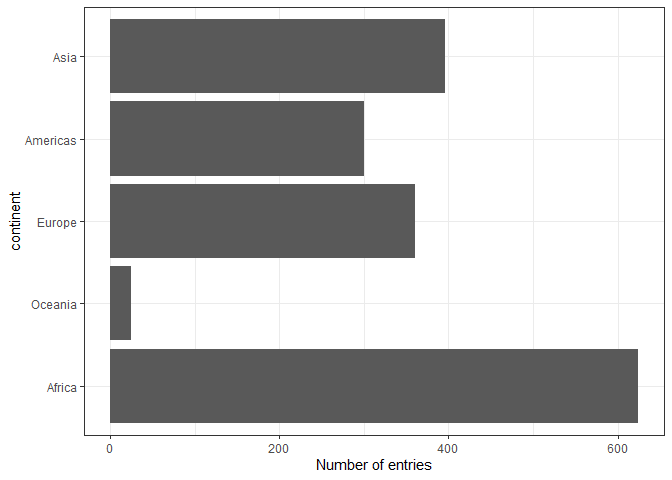 Asia
Americas
Europe
Oceania
Africa
continent
0 200 400 600
Number of entries